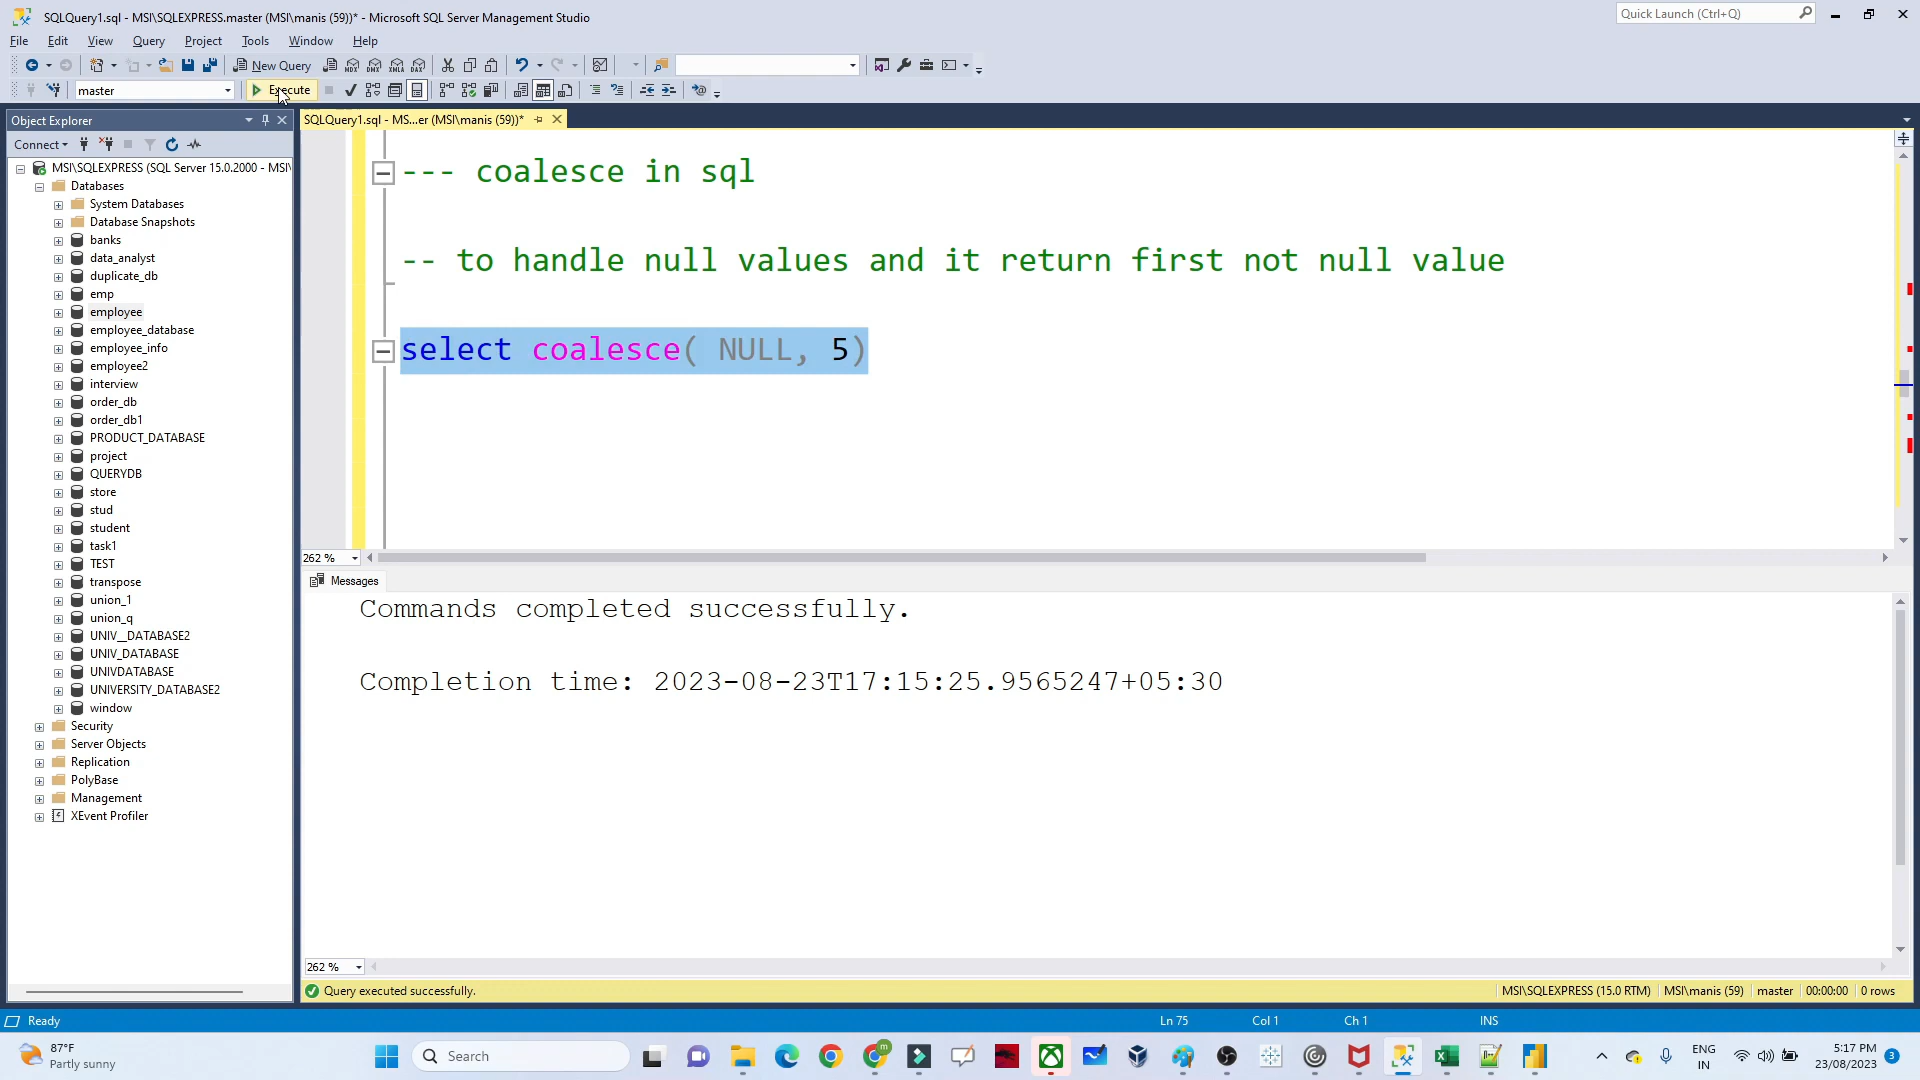 SQLQuery1.sql - MSI\SQLEXPRESS.master (MSI\manis (59))* - Microsoft SQL Server Management Studio
Quick Launch (Ctrl+Q)
File Edit View Query Project Tools Window Help
New Query
MDX DMX XMLA DAX
master
Execute
Object Explorer
SQLQuery1.sql - MS...er (MSI\manis (59))*
Connect
MSI\SQLEXPRESS (SQL Server 15.0.2000 - MSI\
Databases
System Databases
Database Snapshots
banks
data_analyst
duplicate_db
emp
employee
employee_database
employee_info
employee2
interview
order_db
order_db1
PRODUCT_DATABASE
project
QUERYDB
store
stud
student
task1
TEST
transpose
union_1
union_q
UNIV__DATABASE2
UNIV_DATABASE
UNIVDATABASE
UNIVERSITY_DATABASE2
window
Security
Server Objects
Replication
PolyBase
Management
XEvent Profiler
--- coalesce in sql
-- to handle null values and it return first not null value
select coalesce( NULL, 5)
262 %
Messages
Commands completed successfully.
Completion time: 2023-08-23T17:15:25.9565247+05:30
262 %
Query executed successfully.
MSI\SQLEXPRESS (15.0 RTM) MSI\manis (59) master 00:00:00 0 rows
Ready
Ln 75 Col 1 Ch 1 INS
87°F
Partly sunny
Search
m
ENG
IN
5:17 PM
23/08/2023
3